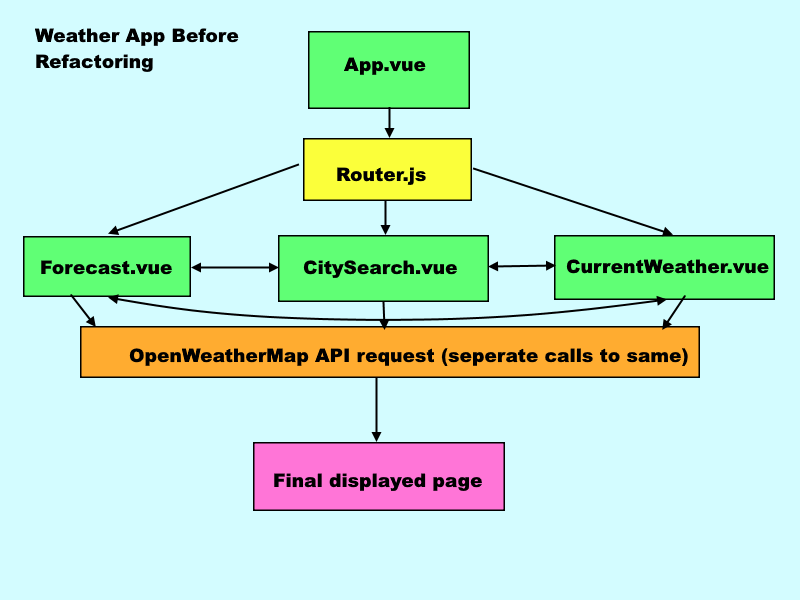 Weather App Before
Refactoring
App.vue
Router.js
Forecast.vue
CitySearch.vue
CurrentWeather.vue
OpenWeatherMap API request (seperate calls to same)
Final displayed page